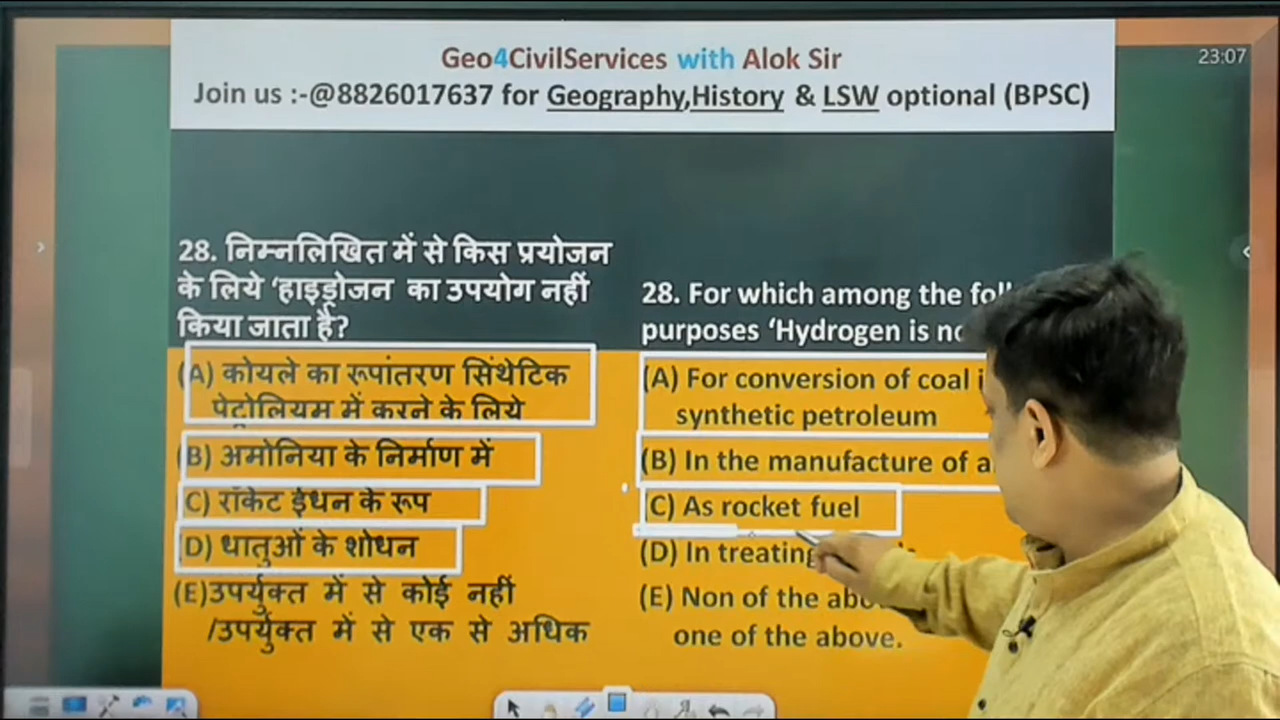 Geo4CivilServices with Alok Sir
Join us :-@8826017637 for Geography,History & LSW optional (BPSC)
23:07
28. निम्नलिखित में से किस प्रयोजन
के लिये ‘हाइड्रोजन का उपयोग नहीं
किया जाता है?
(A) कोयले का रूपांतरण सिंथेटिक
पेट्रोलियम में करने के लिये
(B) अमोनिया के निर्माण में
C) रॉकेट ईंधन के रूप
(D) धातुओं के शोधन
(E)उपर्युक्त में से कोई नहीं
/उपर्युक्त में से एक से अधिक
28. For which among the
purposes ‘Hydrogen is
(A) For conversion of coal
synthetic petroleum
(B) In the manufacture of
C) As rocket fuel
(D) In treating
(E) Non of the
one of the above.